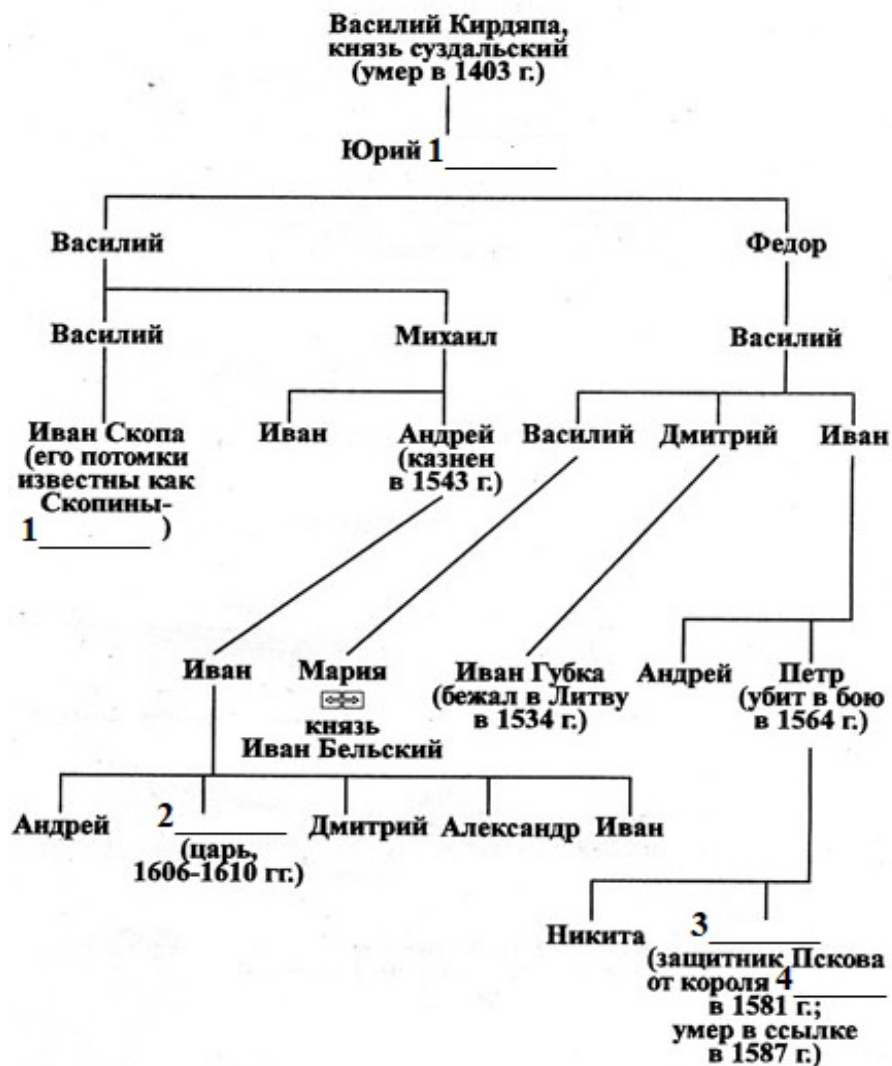 Василий Кирдяпа,
князь суздальский
(умер в 1403 г.)
Юрий 1
Василий
Федор
Василий
Михаил
Василий
Иван Скопа
(его потомки
известны как
Скопины-
1 )
Иван
Андрей
(казнен
в 1543 г.)
Василий
Дмитрий
Иван
Иван
Мария
князь
Иван Бельский
Иван Губка
(бежал в Литву
в 1534 г.)
Андрей
Петр
(убит в бою
в 1564 г.)
Андрей
2
(царь,
1606-1610 гг.)
Дмитрий
Александр
Иван
Никита
3
(защитник Пскова
от короля 4
в 1581 г.;
умер в ссылке
в 1587 г.)